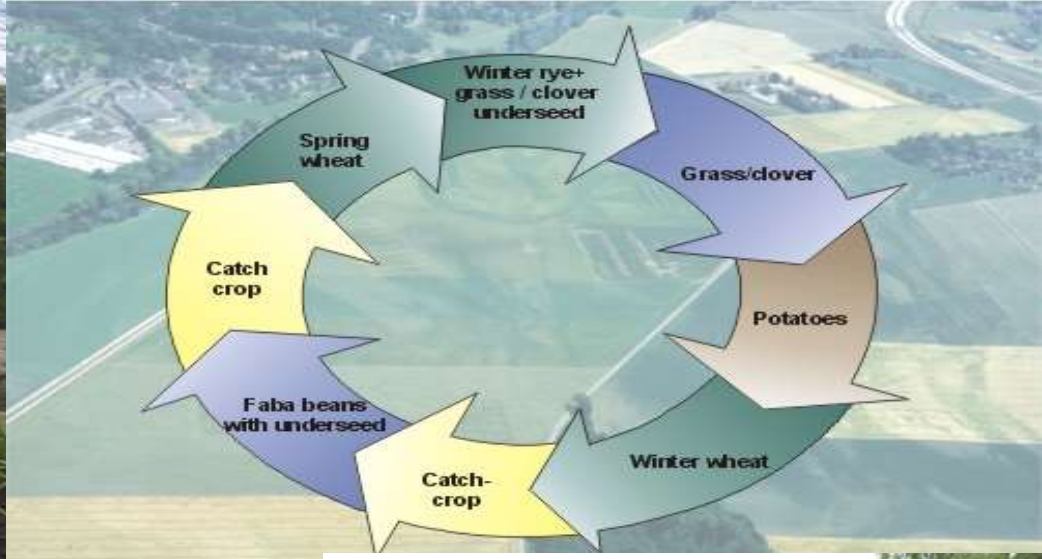 Winter rye+
grass / clover
underseed
Grass/clover
Potatoes
Winter wheat
Catch-
crop
Faba beans
with underseed
Catch
crop
Spring
wheat